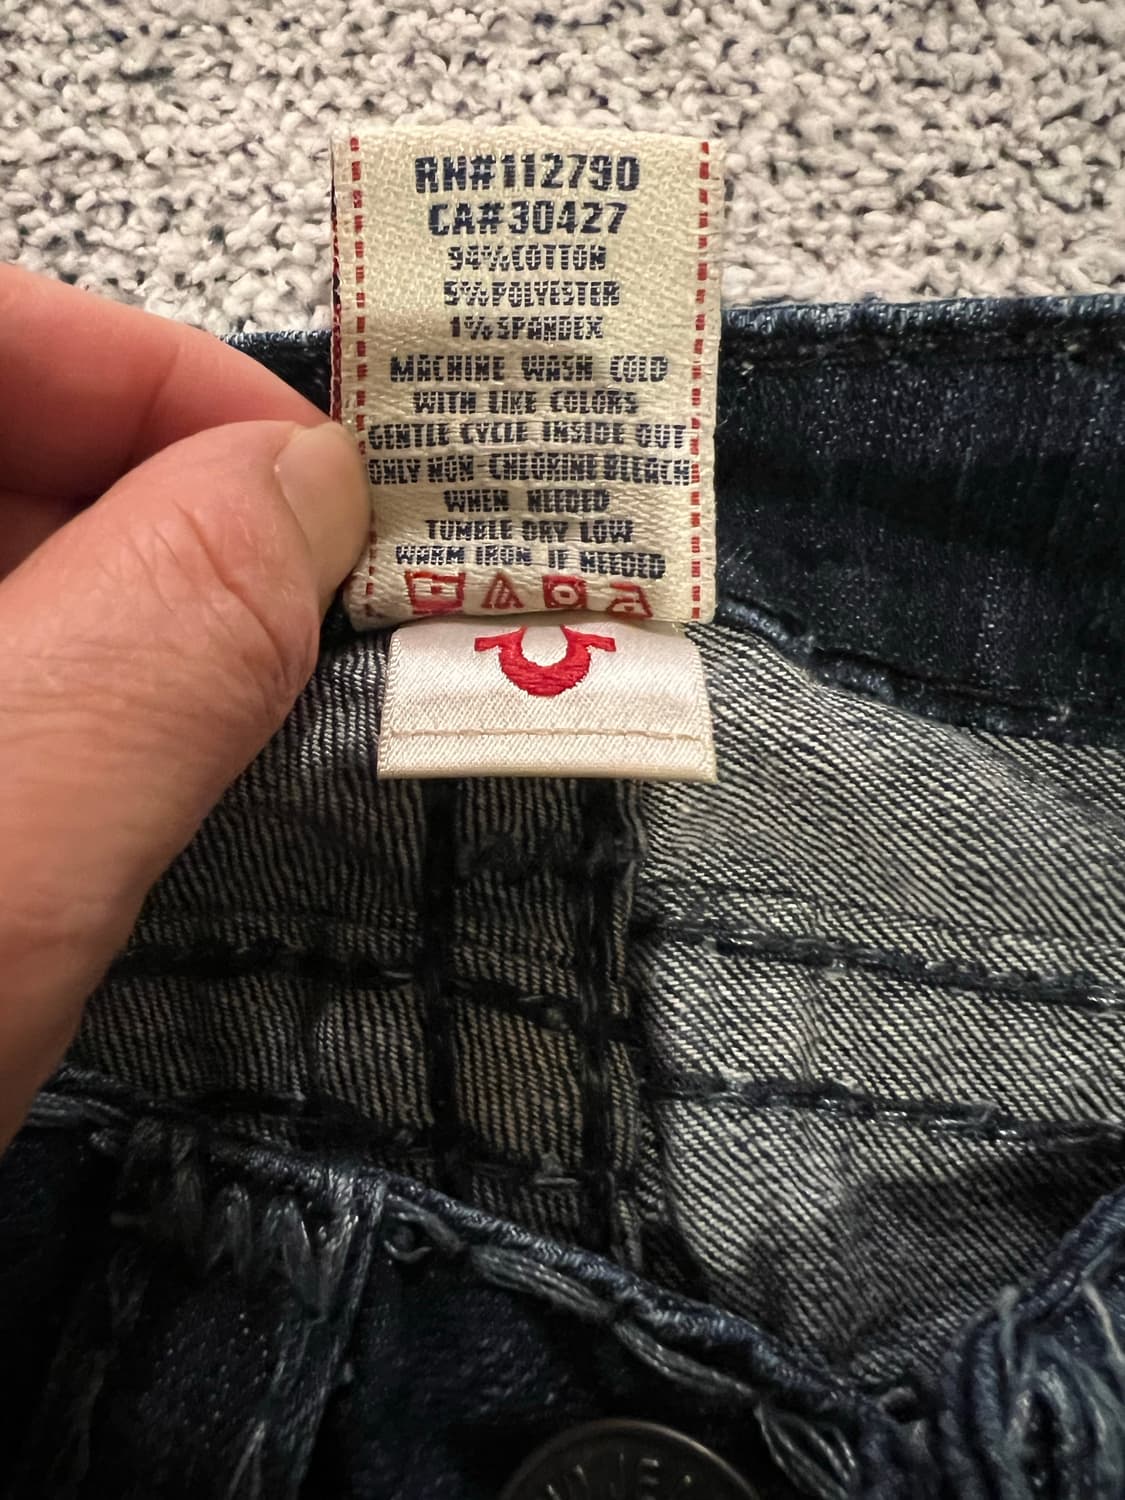 RN#112790
CA#30427
94%COTTON
5%POLYESTER
1%SPANDEX
MACHINE WASH COLD
WITH LIKE COLORS
GENTLE CYCLE INSIDE OUT
ONLY NON-CHLORINE BLEACH
WHEN NEEDED
TUMBLE DRY LOW
WARM IRON IF NEEDED